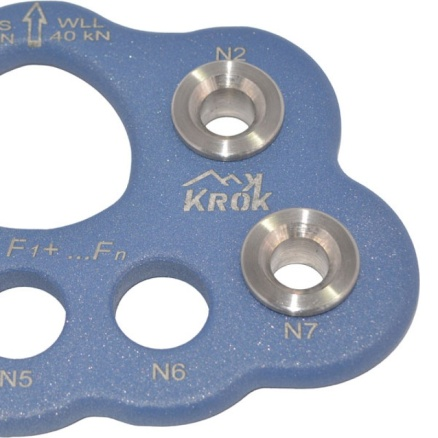 S ⇧ WLL
N 40 kN
N2
KROK
F1+ ...Fn
N7
N5
N6